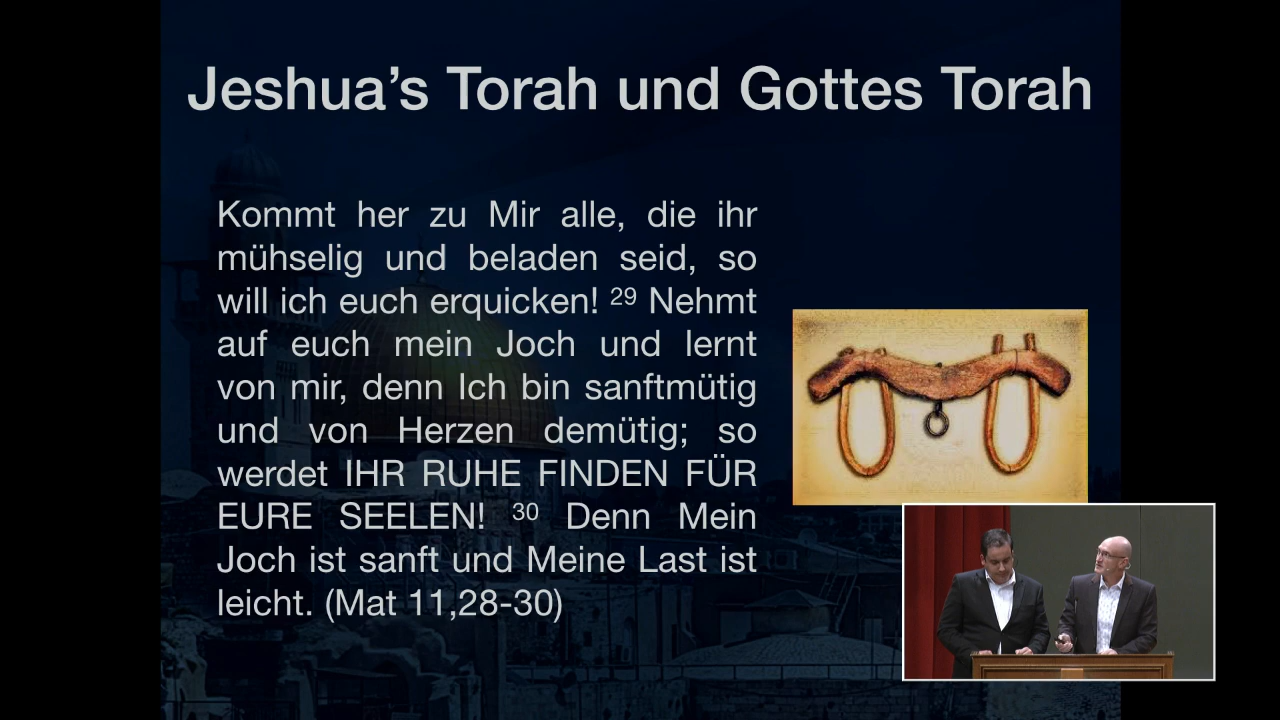 Jeshua’s Torah und Gottes Torah
Kommt her zu Mir alle, die ihr
mühselig und beladen seid, so
will ich euch erquicken! 29 Nehmt
auf euch mein Joch und lernt
von mir, denn Ich bin sanftmütig
und von Herzen demütig; so
werdet IHR RUHE FINDEN FÜR
EURE SEELEN! 30 Denn Mein
Joch ist sanft und Meine Last ist
leicht. (Mat 11,28-30)